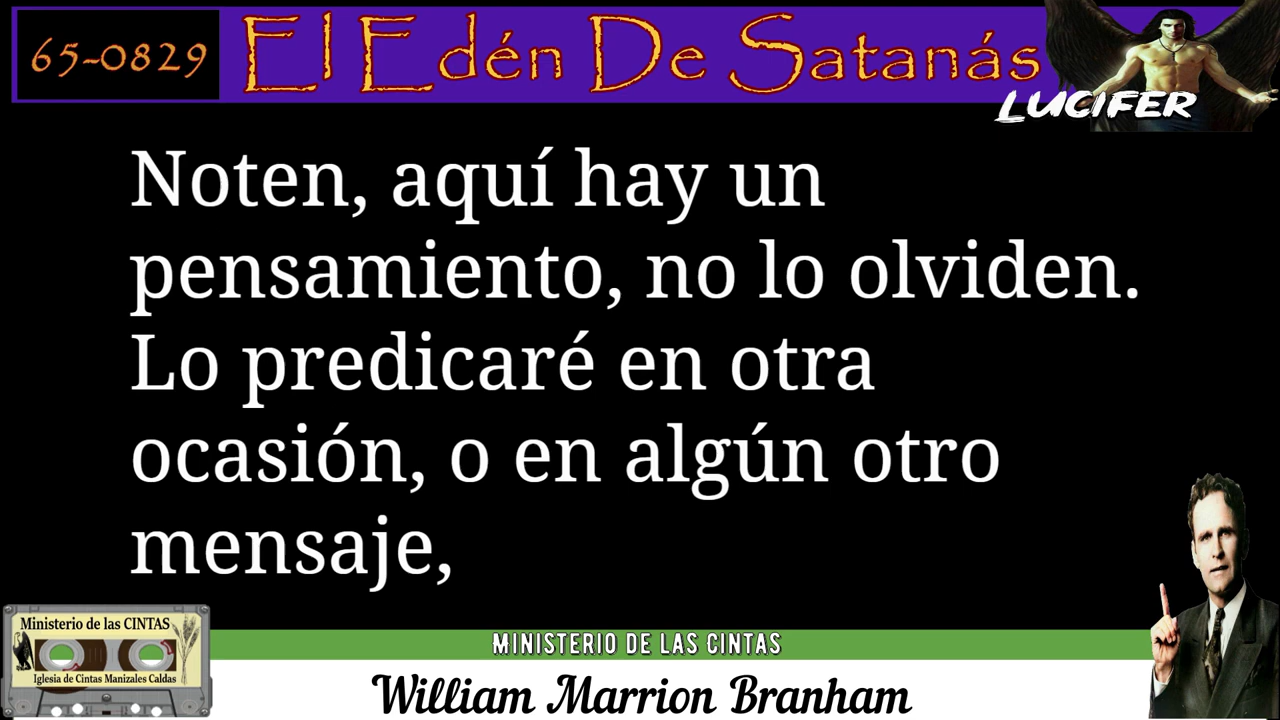 65-0829
El Edén De Satanás
LUCIFER
Noten, aquí hay un
pensamiento, no lo olviden.
Lo predicaré en otra
ocasión, o en algún otro
mensaje,
Ministerio de las CINTAS
Iglesia de Cintas Manizales Caldas
MINISTERIO DE LAS CINTAS
William Marrion Branham